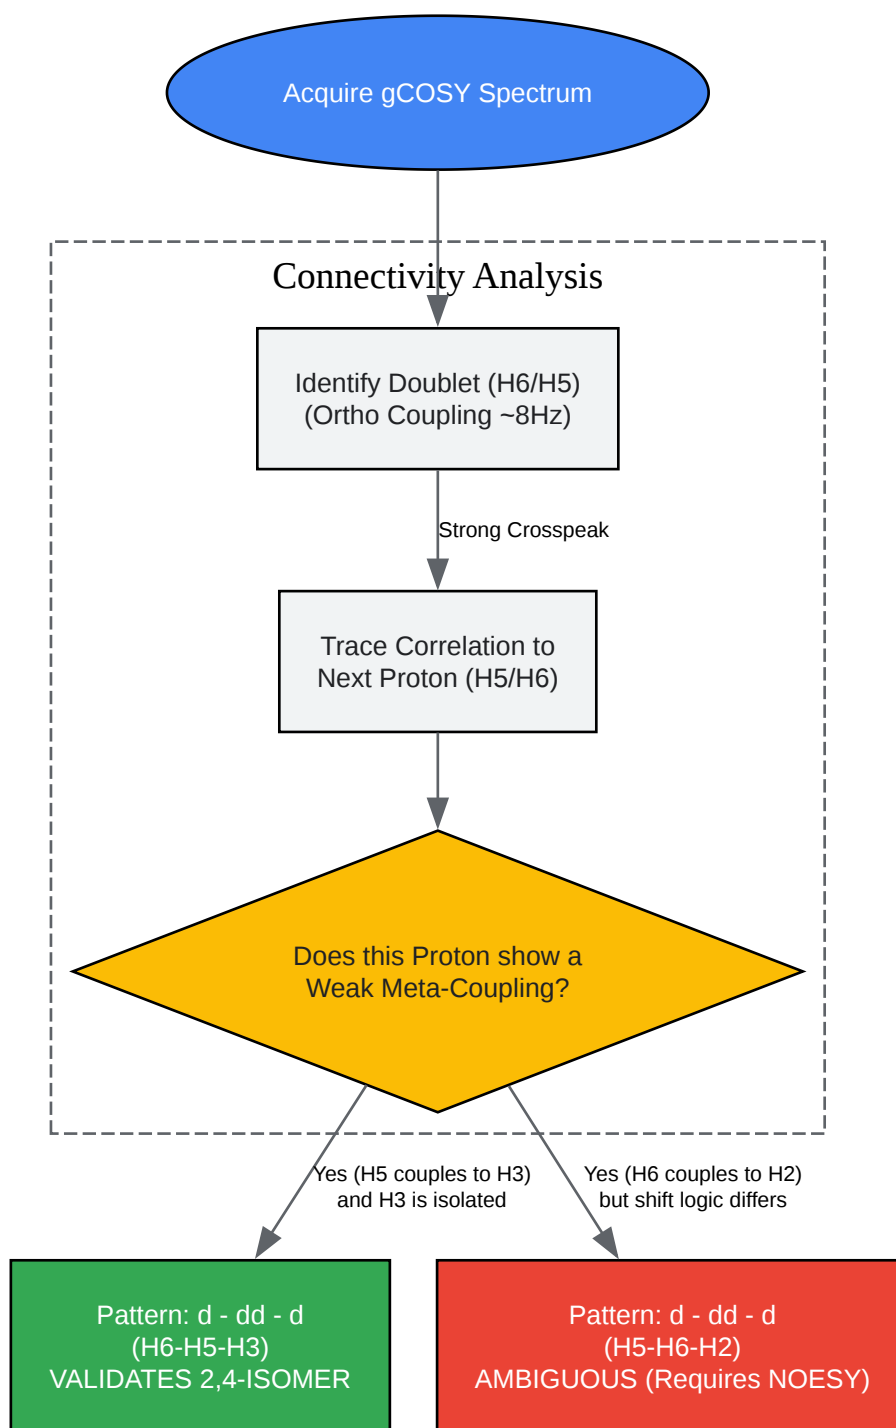 Acquire gCOSY Spectrum
Connectivity Analysis
Identify Doublet (H6/H5)
(Ortho Coupling ~8Hz)
Strong Crosspeak
Trace Correlation to
Next Proton (H5/H6)
Does this Proton show a
Weak Meta-Coupling?
Yes (H5 couples to H3)
and H3 is isolated
Yes (H6 couples to H2)
but shift logic differs
Pattern: d - dd - d
(H6-H5-H3)
VALIDATES 2,4-ISOMER
Pattern: d - dd - d
(H5-H6-H2)
AMBIGUOUS (Requires NOESY)